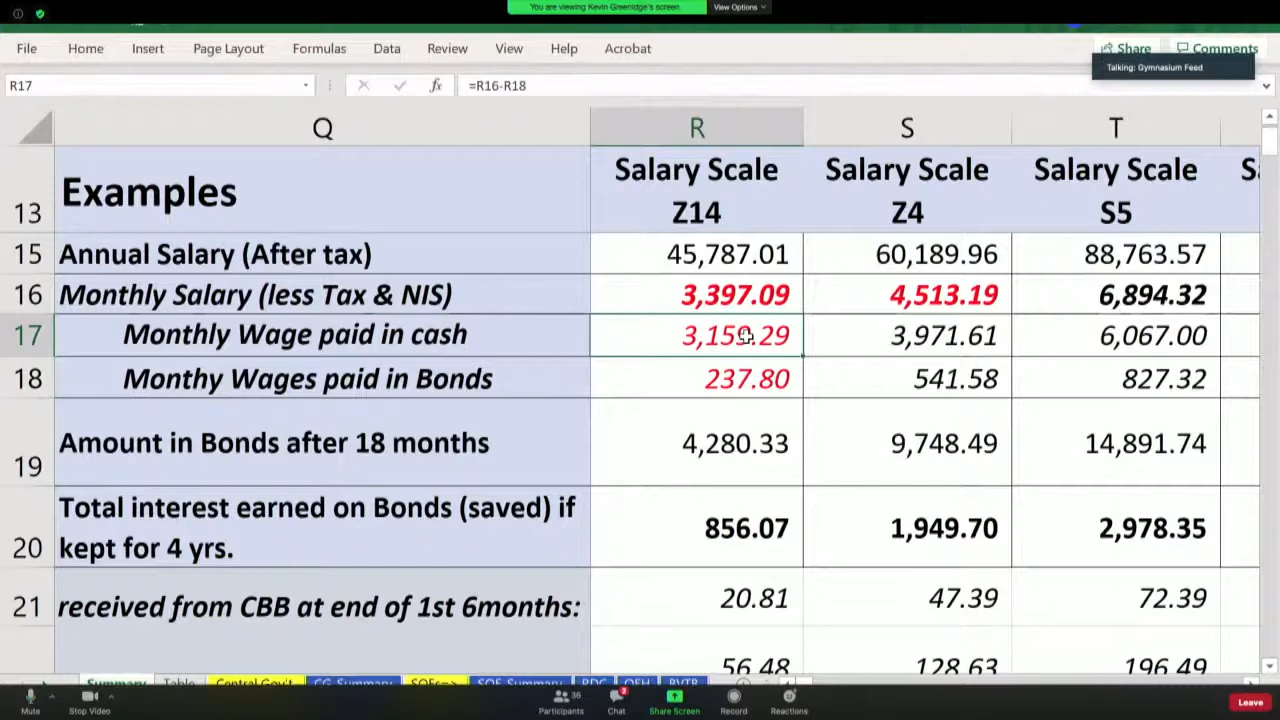 You are viewing Kevin Greenidge's screen View Options
File Home Insert Page Layout Formulas Data Review View Help Acrobat Share Comments
Talking: Gymnasium Feed
R17 fx =R16-R18
Q R S T
13 Examples Salary Scale Z14 Salary Scale Z4 Salary Scale S5
15 Annual Salary (After tax) 45,787.01 60,189.96 88,763.57
16 Monthly Salary (less Tax & NIS) 3,397.09 4,513.19 6,894.32
17 Monthly Wage paid in cash 3,159.29 3,971.61 6,067.00
18 Monthy Wages paid in Bonds 237.80 541.58 827.32
19 Amount in Bonds after 18 months 4,280.33 9,748.49 14,891.74
20 Total interest earned on Bonds (saved) if kept for 4 yrs. 856.07 1,949.70 2,978.35
21 received from CBB at end of 1st 6months: 20.81 47.39 72.39
56.48 128.63 196.49
Summary Table Central Gov't CG Summary SOEs=> SOE Summary
Mute Stop Video Participants 36 Chat 2 Share Screen Record Reactions Leave